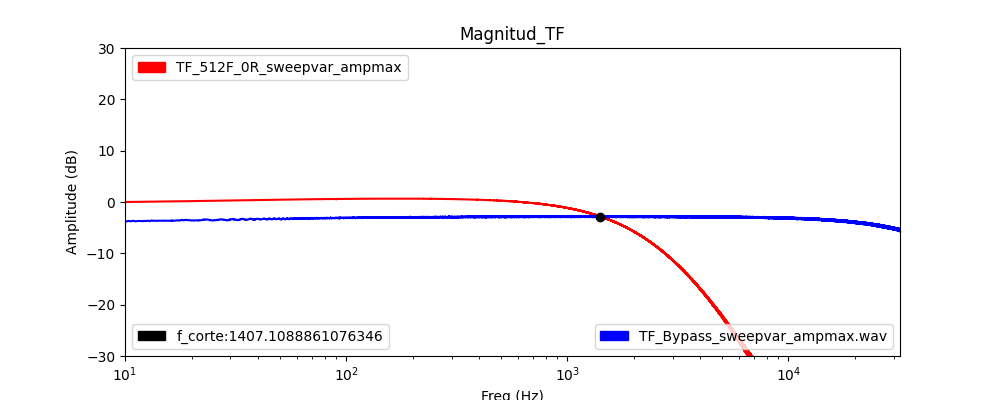 Magnitud_TF
TF_512F_0R_sweepvar_ampmax
Amplitude (dB)
30
20
10
0
−10
−20
−30
f_corte:1407.1088861076346
TF_Bypass_sweepvar_ampmax.wav
10¹
10²
10³
10⁴
Freq (Hz)